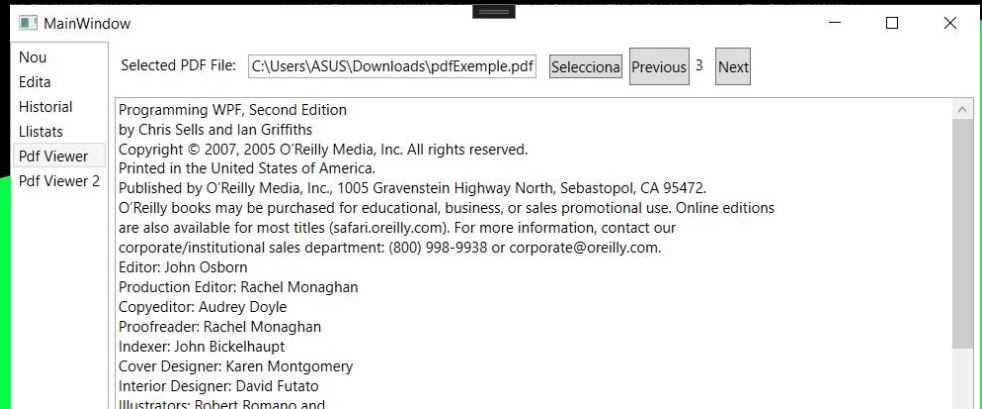 MainWindow
Nou
Edita
Historial
Llistats
Pdf Viewer
Pdf Viewer 2
Selected PDF File: C:\Users\ASUS\Downloads\pdfExemple.pdf Selecciona Previous 3 Next
Programming WPF, Second Edition
by Chris Sells and Ian Griffiths
Copyright © 2007, 2005 O´Reilly Media, Inc. All rights reserved.
Printed in the United States of America.
Published by O´Reilly Media, Inc., 1005 Gravenstein Highway North, Sebastopol, CA 95472.
O´Reilly books may be purchased for educational, business, or sales promotional use. Online editions
are also available for most titles (safari.oreilly.com). For more information, contact our
corporate/institutional sales department: (800) 998-9938 or corporate@oreilly.com.
Editor: John Osborn
Production Editor: Rachel Monaghan
Copyeditor: Audrey Doyle
Proofreader: Rachel Monaghan
Indexer: John Bickelhaupt
Cover Designer: Karen Montgomery
Interior Designer: David Futato
Illustrators: Robert Romano and